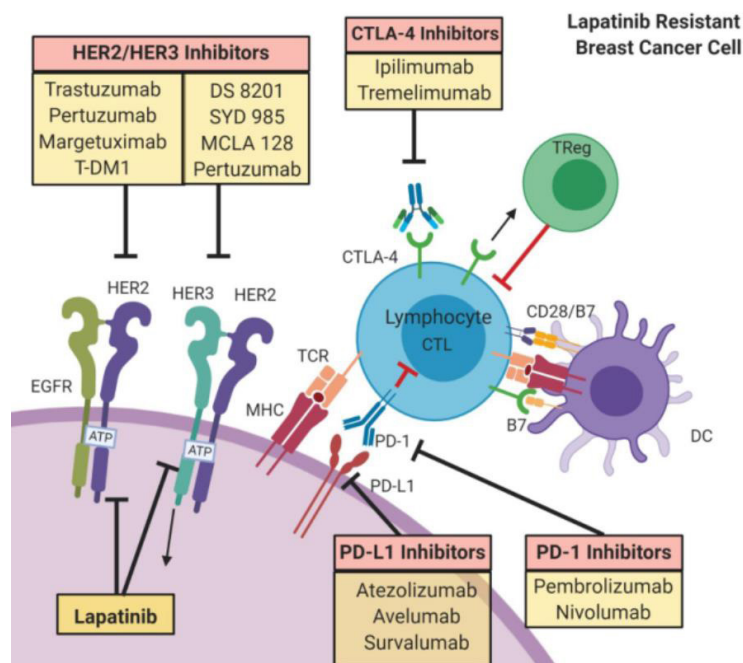 Lapatinib Resistant
Breast Cancer Cell
HER2/HER3 Inhibitors
Trastuzumab
Pertuzumab
Margetuximab
T-DM1
DS 8201
SYD 985
MCLA 128
Pertuzumab
CTLA-4 Inhibitors
Ipilimumab
Tremelimumab
TReg
CTLA-4
HER2
HER3
HER2
EGFR
ATP
ATP
Lymphocyte
CTL
CD28/B7
TCR
MHC
PD-1
B7
DC
PD-L1
Lapatinib
PD-L1 Inhibitors
Atezolizumab
Avelumab
Survalumab
PD-1 Inhibitors
Pembrolizumab
Nivolumab